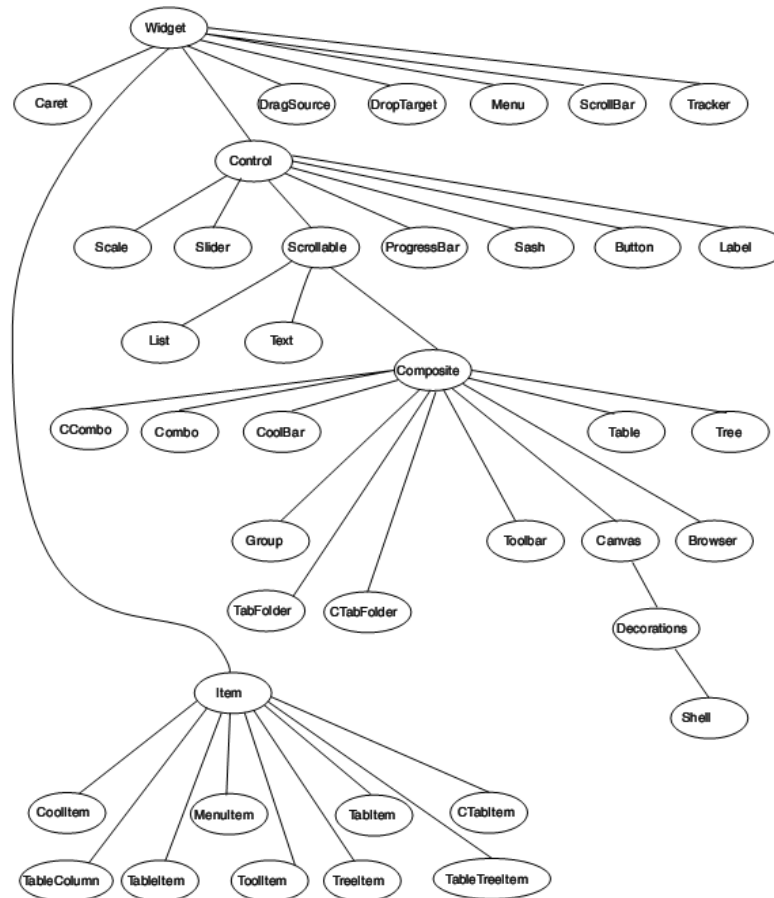 Widget
Caret
DragSource
DropTarget
Menu
ScrollBar
Tracker
Control
Scale
Slider
Scrollable
ProgressBar
Sash
Button
Label
List
Text
Composite
CCombo
Combo
CoolBar
Table
Tree
Group
Toolbar
Canvas
Browser
TabFolder
CTabFolder
Decorations
Item
Shell
CoolItem
MenuItem
TabItem
CTabItem
TableColumn
TableItem
ToolItem
TreeItem
TableTreeItem